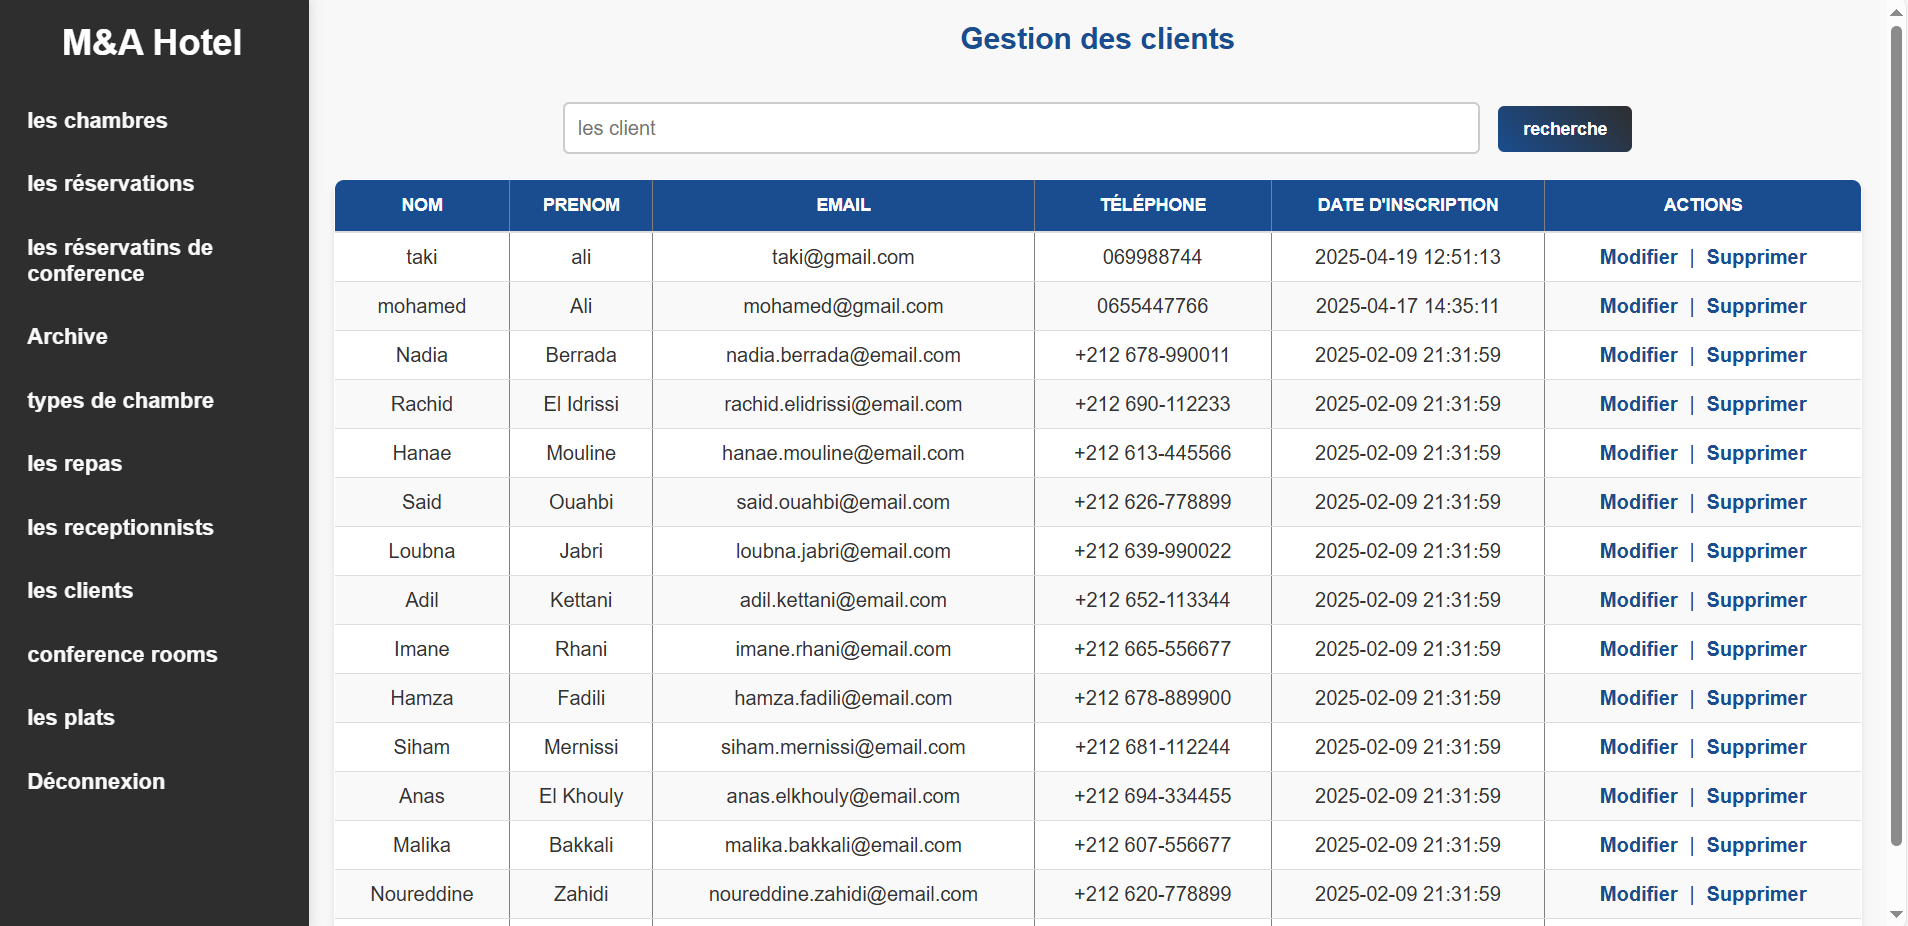 M&A Hotel
les chambres
les réservations
les réservatins de
conference
Archive
types de chambre
les repas
les receptionnists
les clients
conference rooms
les plats
Déconnexion
Gestion des clients
les client
recherche
NOM PRENOM EMAIL TÉLÉPHONE DATE D'INSCRIPTION ACTIONS
taki ali taki@gmail.com 069988744 2025-04-19 12:51:13 Modifier | Supprimer
mohamed Ali mohamed@gmail.com 0655447766 2025-04-17 14:35:11 Modifier | Supprimer
Nadia Berrada nadia.berrada@email.com +212 678-990011 2025-02-09 21:31:59 Modifier | Supprimer
Rachid El Idrissi rachid.elidrissi@email.com +212 690-112233 2025-02-09 21:31:59 Modifier | Supprimer
Hanae Mouline hanae.mouline@email.com +212 613-445566 2025-02-09 21:31:59 Modifier | Supprimer
Said Ouahbi said.ouahbi@email.com +212 626-778899 2025-02-09 21:31:59 Modifier | Supprimer
Loubna Jabri loubna.jabri@email.com +212 639-990022 2025-02-09 21:31:59 Modifier | Supprimer
Adil Kettani adil.kettani@email.com +212 652-113344 2025-02-09 21:31:59 Modifier | Supprimer
Imane Rhani imane.rhani@email.com +212 665-556677 2025-02-09 21:31:59 Modifier | Supprimer
Hamza Fadili hamza.fadili@email.com +212 678-889900 2025-02-09 21:31:59 Modifier | Supprimer
Siham Mernissi siham.mernissi@email.com +212 681-112244 2025-02-09 21:31:59 Modifier | Supprimer
Anas El Khouly anas.elkhouly@email.com +212 694-334455 2025-02-09 21:31:59 Modifier | Supprimer
Malika Bakkali malika.bakkali@email.com +212 607-556677 2025-02-09 21:31:59 Modifier | Supprimer
Noureddine Zahidi noureddine.zahidi@email.com +212 620-778899 2025-02-09 21:31:59 Modifier | Supprimer